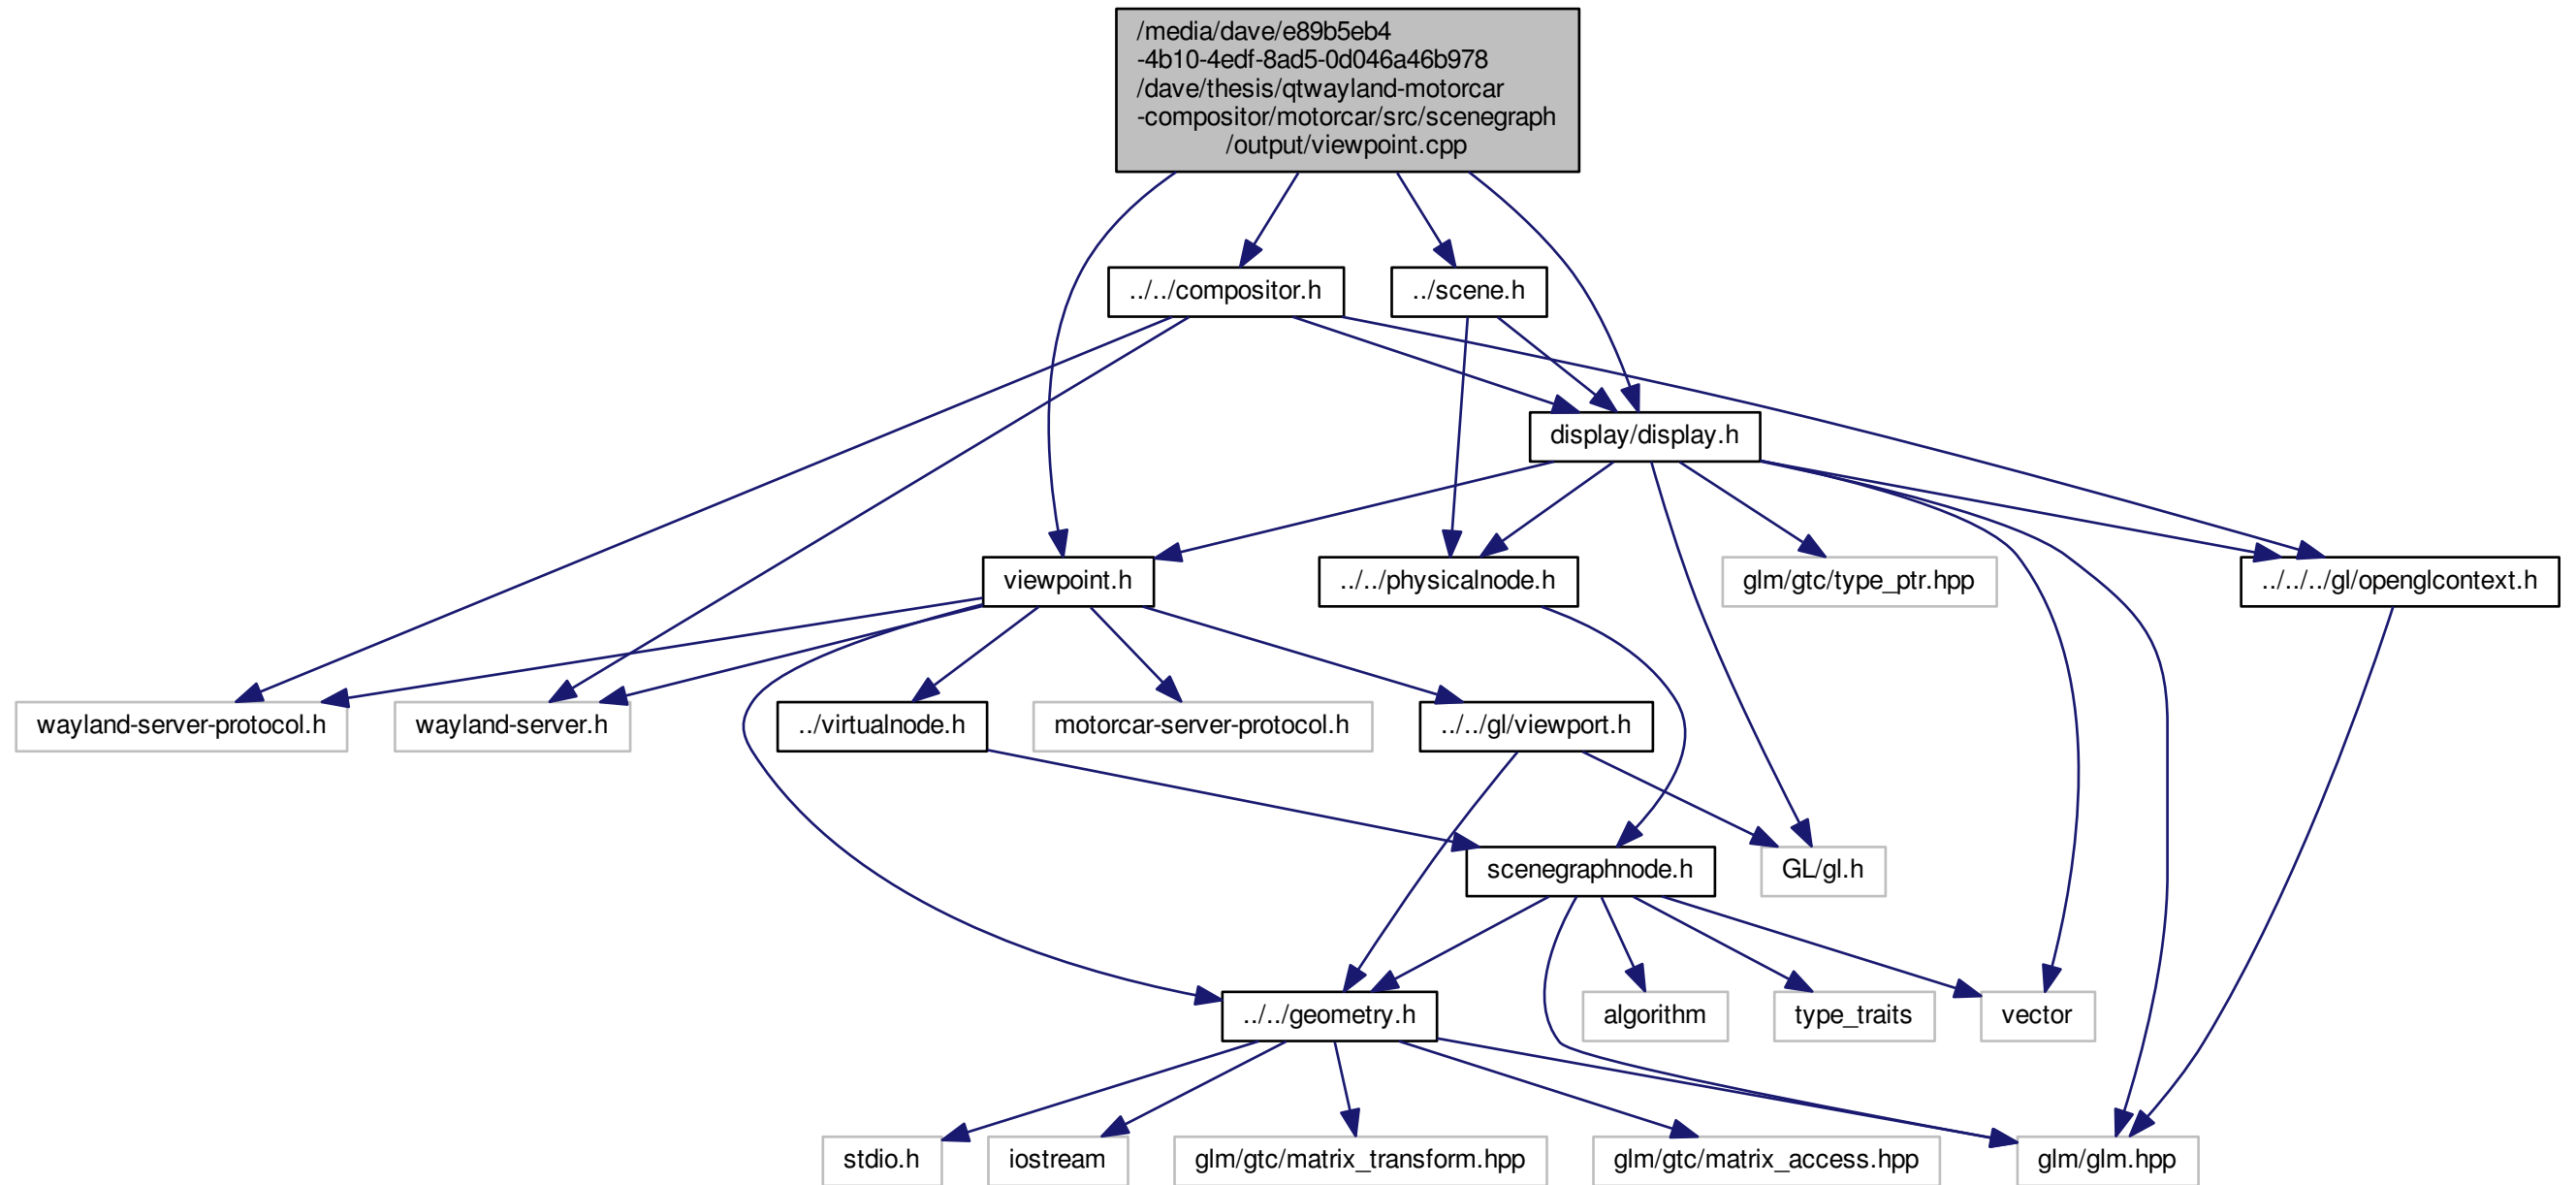 /media/dave/e89b5eb4
-4b10-4edf-8ad5-0d046a46b978
/dave/thesis/qtwayland-motorcar
-compositor/motorcar/src/scenegraph
/output/viewpoint.cpp
../../compositor.h
../scene.h
display/display.h
viewpoint.h
../../physicalnode.h
glm/gtc/type_ptr.hpp
../../../gl/openglcontext.h
wayland-server-protocol.h
wayland-server.h
../virtualnode.h
motorcar-server-protocol.h
../../gl/viewport.h
scenegraphnode.h
GL/gl.h
../../geometry.h
algorithm
type_traits
vector
stdio.h
iostream
glm/gtc/matrix_transform.hpp
glm/gtc/matrix_access.hpp
glm/glm.hpp